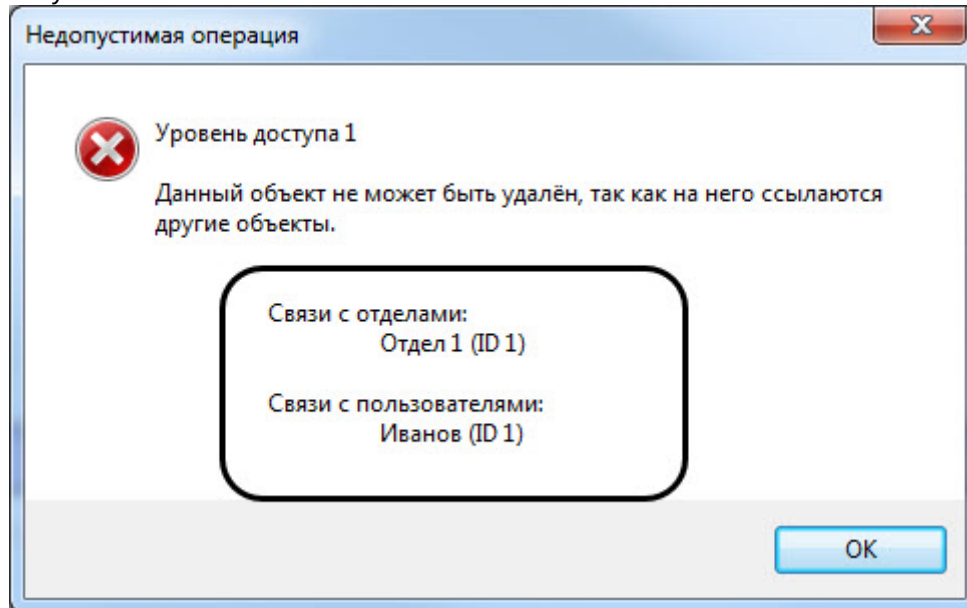 Недопустимая операция
Уровень доступа 1
Данный объект не может быть удалён, так как на него ссылаются
другие объекты.
Связи с отделами:
Отдел 1 (ID 1)
Связи с пользователями:
Иванов (ID 1)
ОК